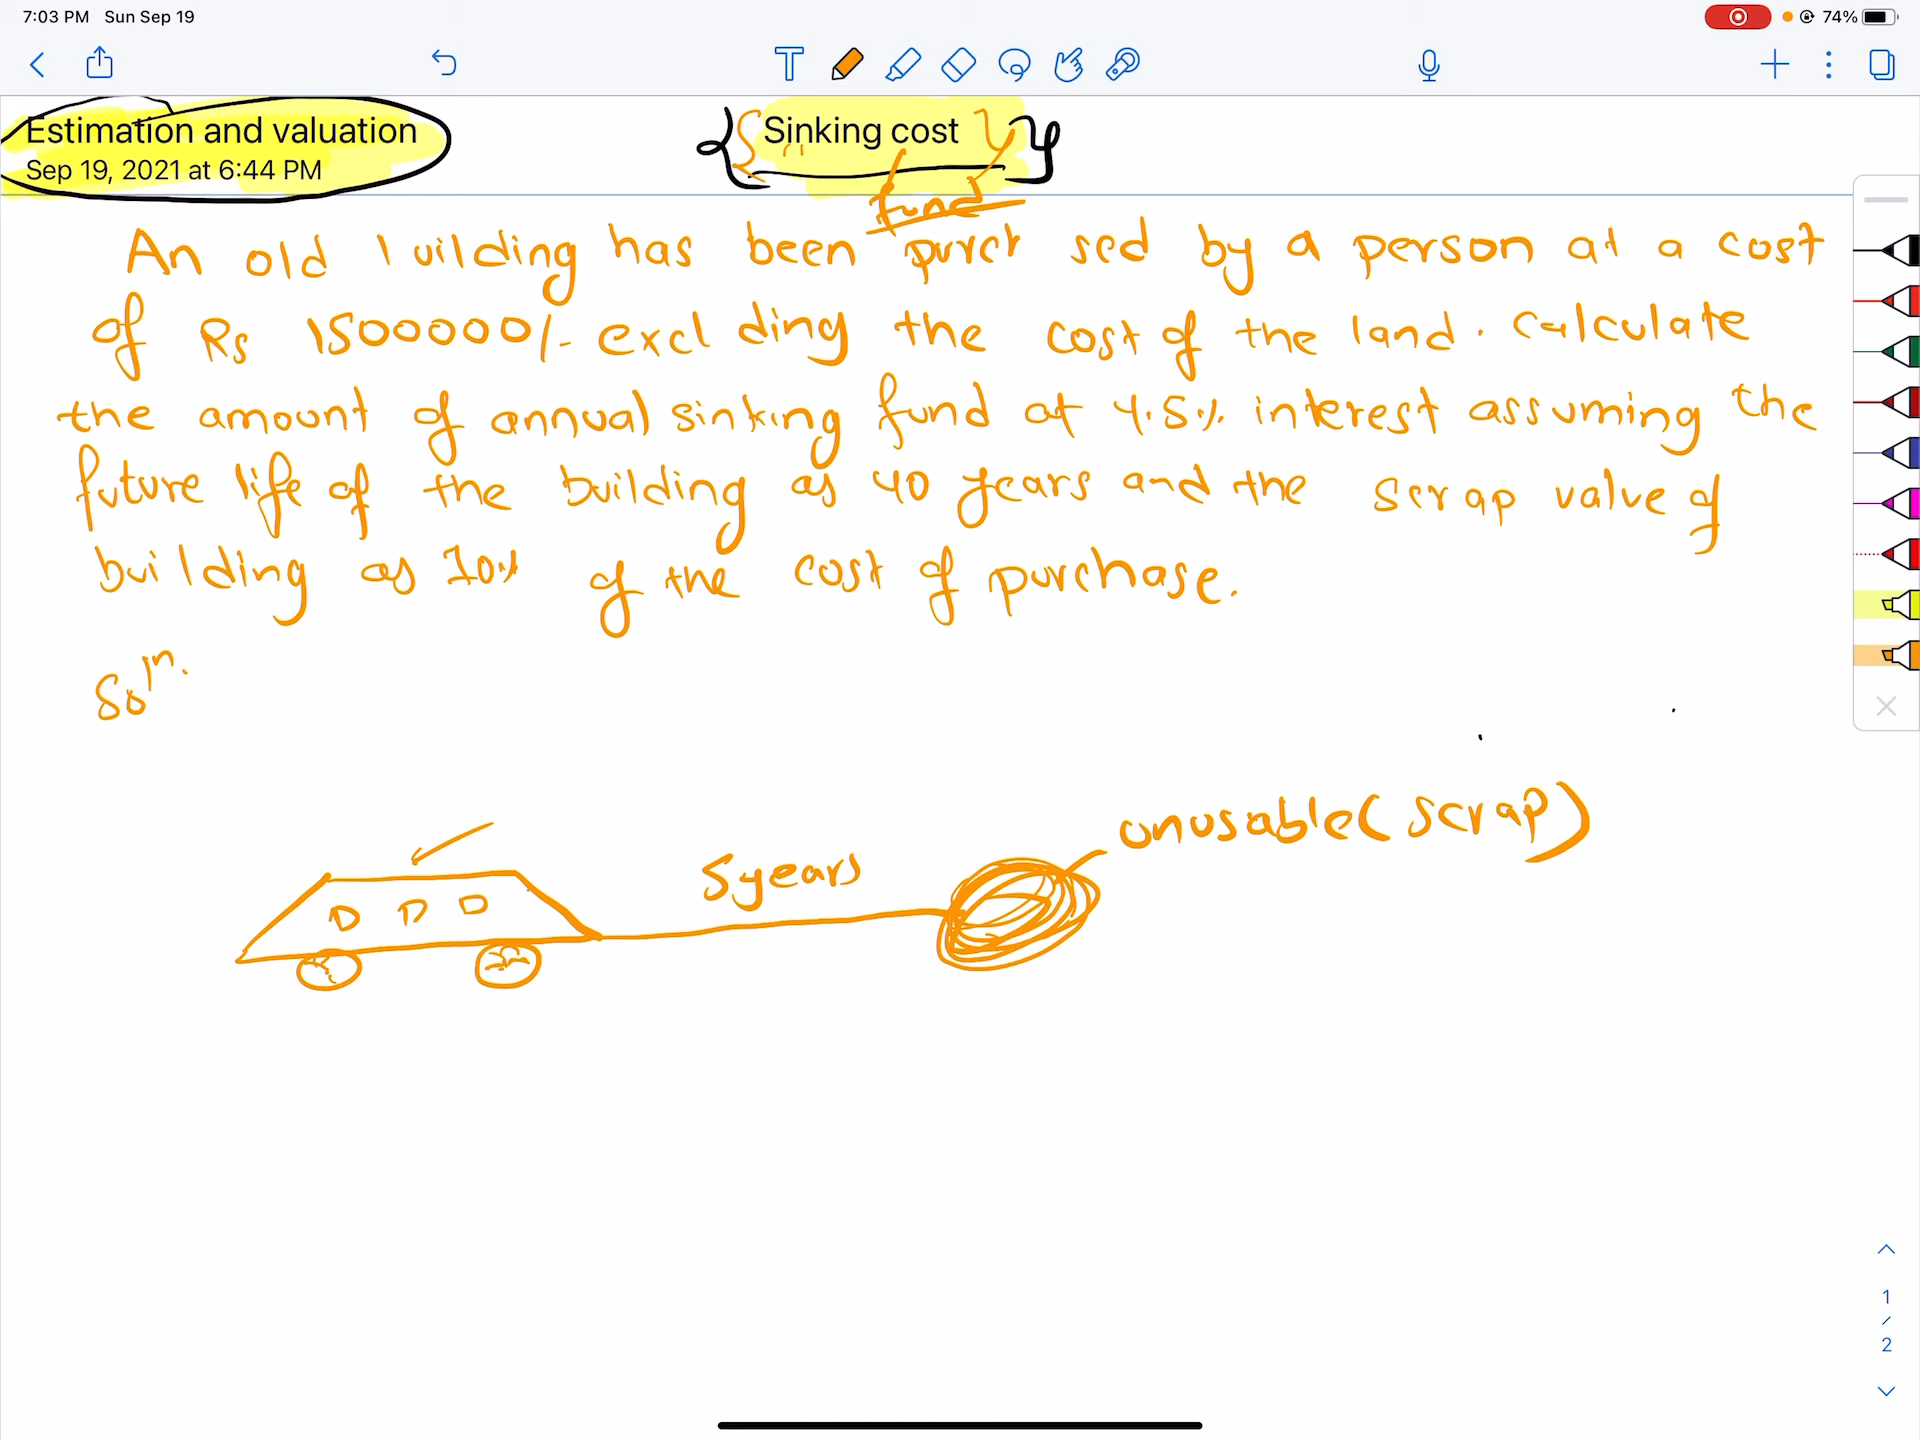 7:03 PM Sun Sep 19
74%
Estimation and valuation
Sep 19, 2021 at 6:44 PM
Sinking cost
fund
An old uilding has been purch sed by a person at a cost
of Rs 1500000/- excl ding the cost of the land. Calculate
the amount of annual sinking fund at 4.5% interest assuming the
future life of the building as 40 years and the scrap value of
building as 10% of the cost of purchase.
Soln.
unusable(scrap)
5years
1
/
2